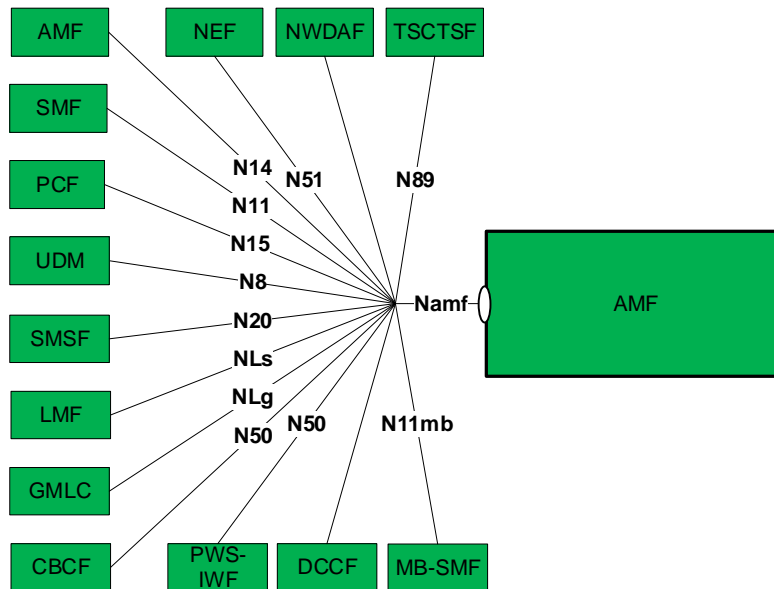 AMF
NEF
NWDAF
TSCTSF
SMF
PCF
UDM
SMSF
LMF
GMLC
CBCF
PWS-
IWF
DCCF
MB-SMF
N14
N51
N89
N11
N15
N8
N20
NLs
NLg
N50
N50
N11mb
Namf
AMF